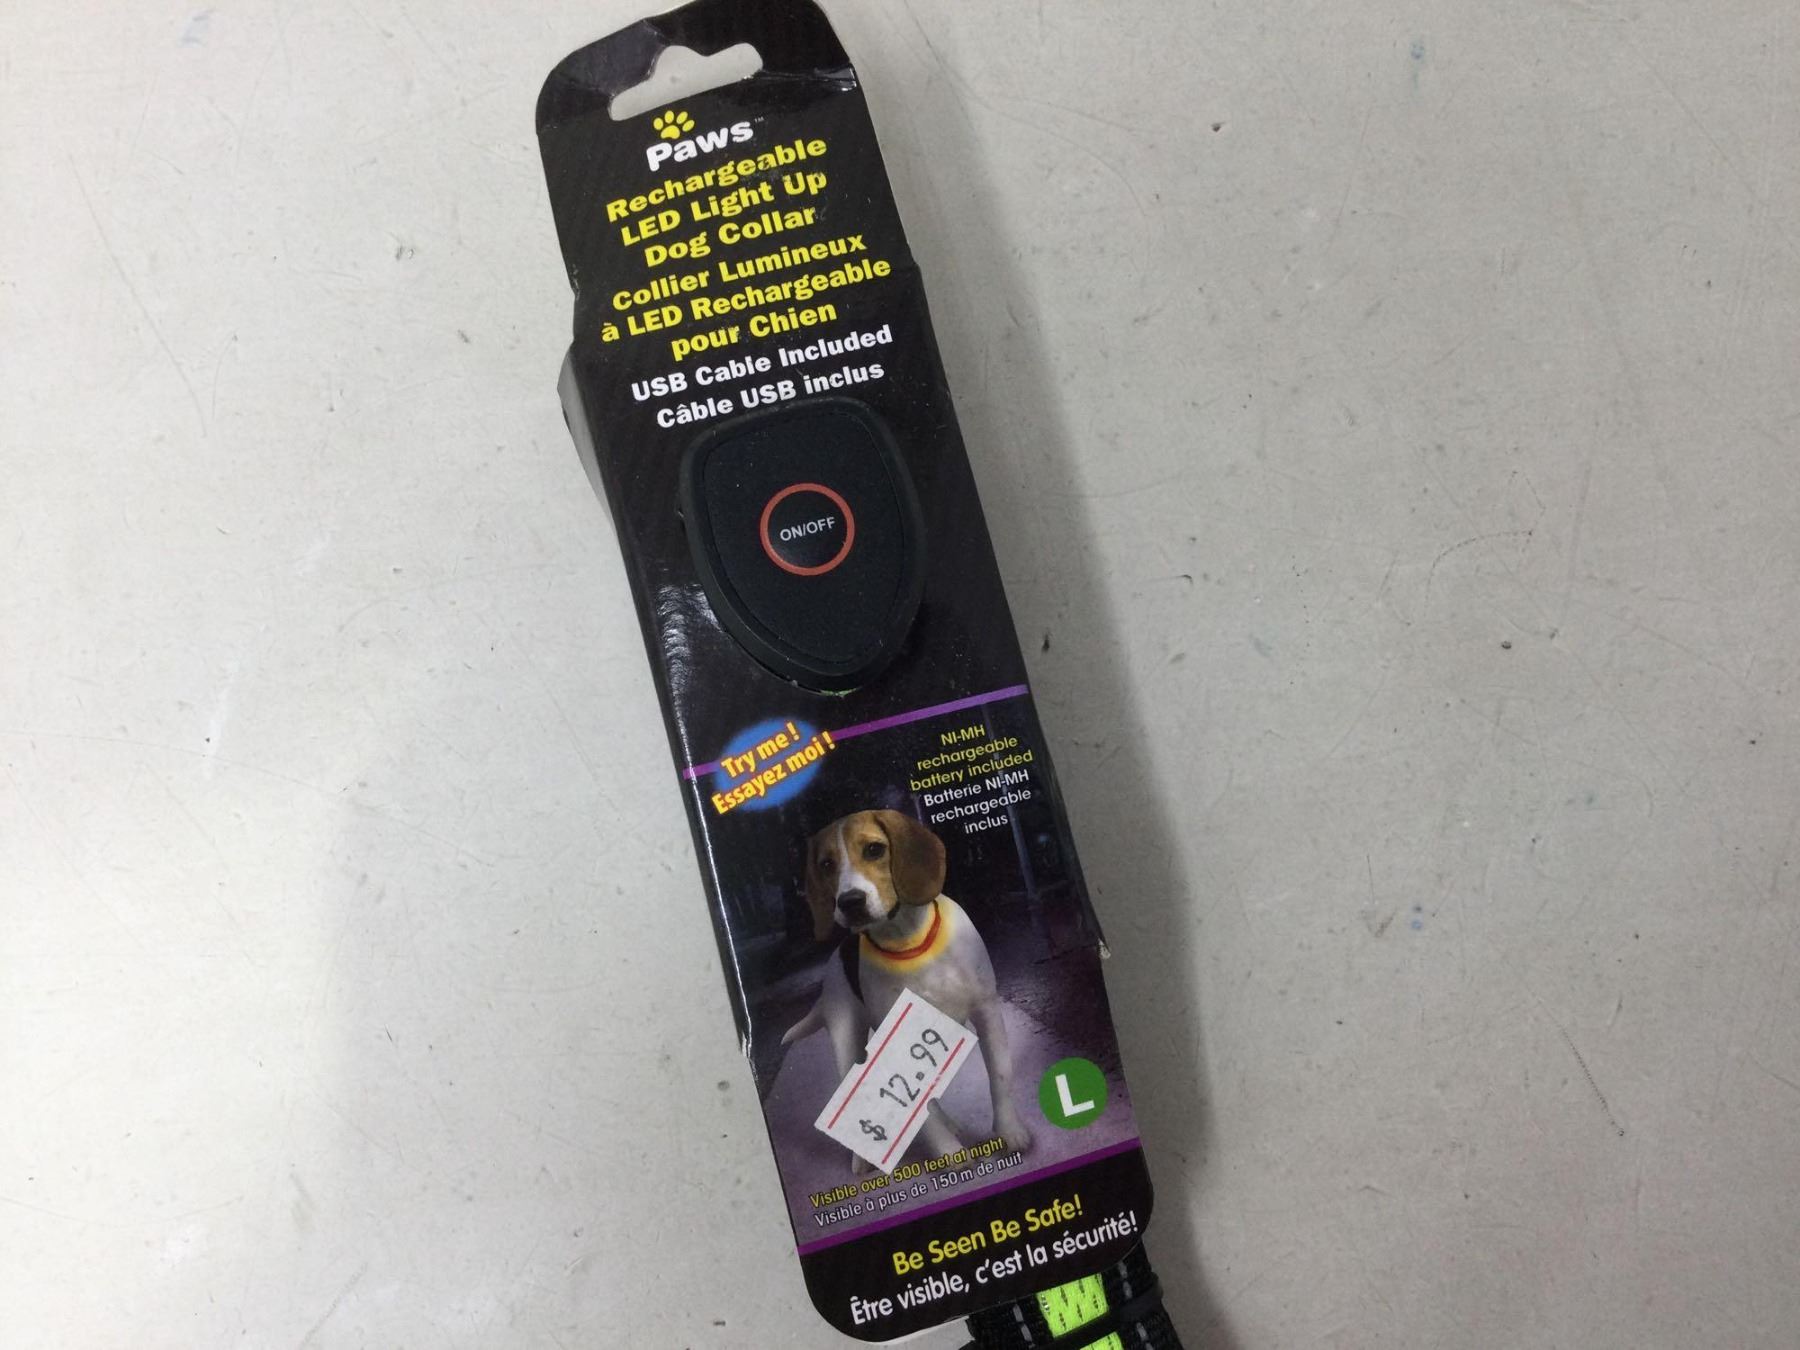 Paws™
Rechargeable
LED Light Up
Dog Collar
Collier Lumineux
à LED Rechargeable
pour Chien
USB Cable Included
Câble USB inclus
ON/OFF
Try me !
Essayez moi !
NI-MH
rechargeable
battery included
Batterie NI-MH
rechargeable
inclus
$ 12.99
L
Visible over 500 feet at night
Visible à plus de 150 m de nuit
Be Seen Be Safe!
Être visible, c'est la sécurité!